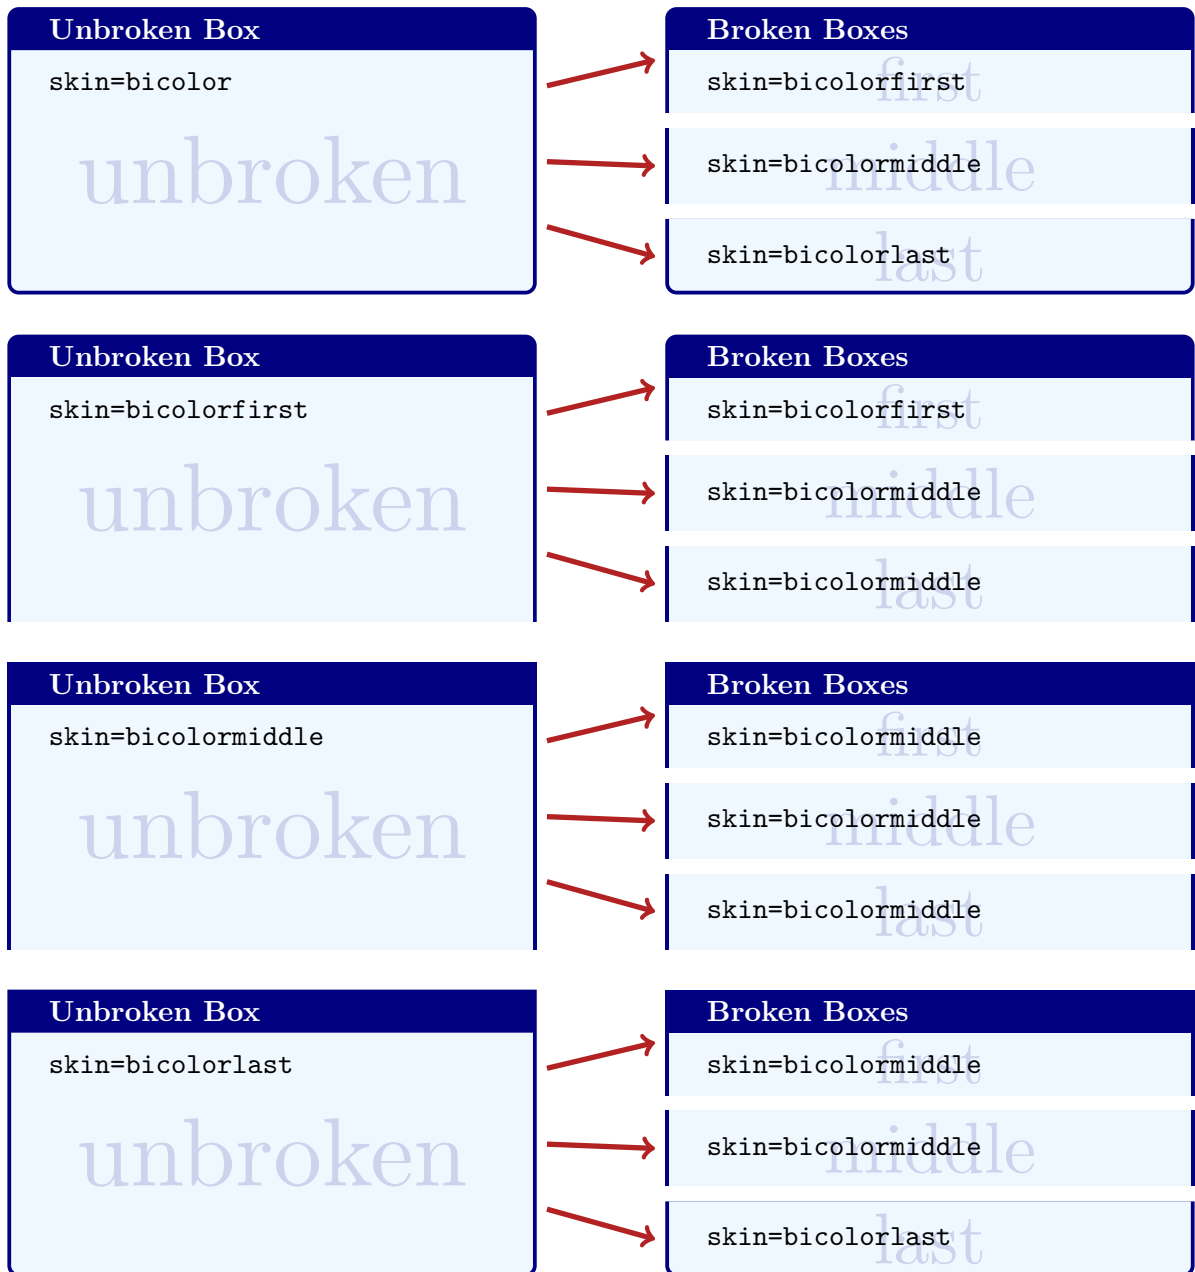 Unbroken Box
skin=bicolor
unbroken
Broken Boxes
first
skin=bicolorfirst
middle
skin=bicolormiddle
last
skin=bicolorlast
Unbroken Box
skin=bicolorfirst
unbroken
Broken Boxes
first
skin=bicolorfirst
middle
skin=bicolormiddle
last
skin=bicolormiddle
Unbroken Box
skin=bicolormiddle
unbroken
Broken Boxes
first
skin=bicolormiddle
middle
skin=bicolormiddle
last
skin=bicolormiddle
Unbroken Box
skin=bicolorlast
unbroken
Broken Boxes
first
skin=bicolormiddle
middle
skin=bicolormiddle
last
skin=bicolorlast